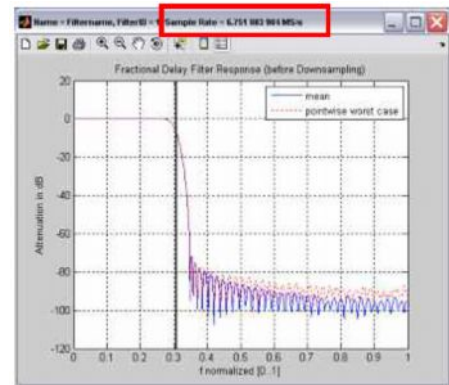 Name = Filtername, FilterID = 1, Sample Rate = 6.751 883 984 MS/s
Fractional Delay Filter Response (before Downsampling)
mean
pointwise worst case
Attenuation in dB
20
0
-20
-40
-60
-80
-100
-120
0 0.1 0.2 0.3 0.4 0.5 0.6 0.7 0.8 0.9 1
f normalized [0..1]